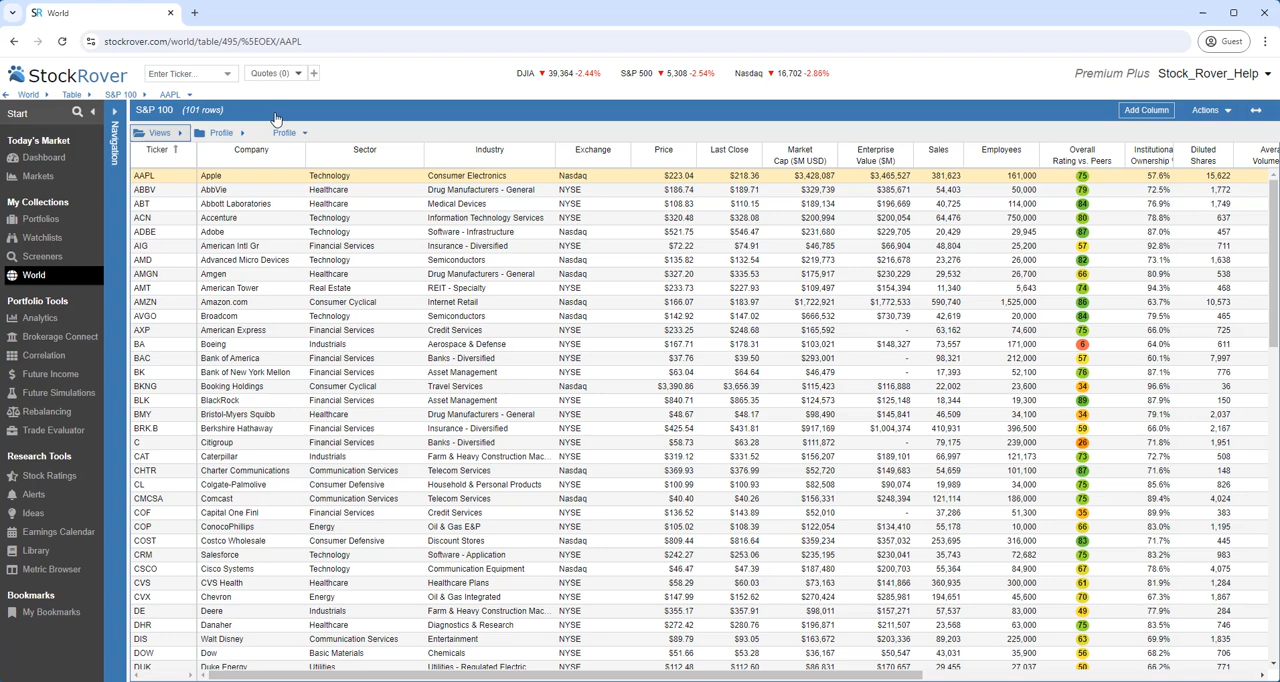 World
stockrover.com/world/table/495/%5EOEX/AAPL
Guest
StockRover
Enter Ticker...
Quotes (0)
DJIA ▼ 39,364 -2.44% S&P 500 ▼ 5,308 -2.54% Nasdaq ▼ 16,702 -2.86%
Premium Plus Stock_Rover_Help
World Table S&P 100 AAPL
Start
Navigation
S&P 100 (101 rows)
Add Column Actions
Views Profile Profile
Today's Market
Dashboard
Markets
My Collections
Portfolios
Watchlists
Screeners
World
Portfolio Tools
Analytics
Brokerage Connect
Correlation
Future Income
Future Simulations
Rebalancing
Trade Evaluator
Research Tools
Stock Ratings
Alerts
Ideas
Earnings Calendar
Library
Metric Browser
Bookmarks
My Bookmarks
Ticker Company Sector Industry Exchange Price Last Close Market Cap ($M USD) Enterprise Value ($M) Sales Employees Overall Rating vs. Peers Institutiona Ownership Diluted Shares Avera Volume
AAPL Apple Technology Consumer Electronics Nasdaq $223.04 $218.36 $3,428,087 $3,465,527 381,623 161,000 75 57.6% 15,622
ABBV AbbVie Healthcare Drug Manufacturers - General NYSE $186.74 $189.71 $329,739 $385,671 54,403 50,000 79 72.5% 1,772
ABT Abbott Laboratories Healthcare Medical Devices NYSE $108.83 $110.15 $189,134 $196,669 40,725 114,000 84 76.9% 1,749
ACN Accenture Technology Information Technology Services NYSE $320.48 $328.08 $200,994 $200,054 64,476 750,000 80 78.8% 637
ADBE Adobe Technology Software - Infrastructure Nasdaq $521.75 $546.47 $231,680 $229,705 20,429 29,945 87 87.0% 457
AIG American Intl Gr Financial Services Insurance - Diversified NYSE $72.22 $74.91 $46,785 $66,904 48,804 25,200 57 92.8% 711
AMD Advanced Micro Devices Technology Semiconductors Nasdaq $135.82 $132.54 $219,773 $216,678 23,276 26,000 82 73.1% 1,638
AMGN Amgen Healthcare Drug Manufacturers - General Nasdaq $327.20 $335.53 $175,917 $230,229 29,532 26,700 66 80.9% 538
AMT American Tower Real Estate REIT - Specialty NYSE $233.73 $227.93 $109,497 $154,394 11,340 5,643 74 94.3% 468
AMZN Amazon.com Consumer Cyclical Internet Retail Nasdaq $166.07 $183.97 $1,722,921 $1,772,533 590,740 1,525,000 86 63.7% 10,573
AVGO Broadcom Technology Semiconductors Nasdaq $142.92 $147.02 $666,532 $730,739 42,619 20,000 84 79.5% 465
AXP American Express Financial Services Credit Services NYSE $233.25 $248.68 $165,592 - 63,162 74,600 75 66.0% 725
BA Boeing Industrials Aerospace & Defense NYSE $167.71 $178.31 $103,021 $148,327 73,557 171,000 6 64.0% 611
BAC Bank of America Financial Services Banks - Diversified NYSE $37.76 $39.50 $293,001 - 98,321 212,000 57 60.1% 7,997
BK Bank of New York Mellon Financial Services Asset Management NYSE $63.04 $64.64 $46,479 - 17,393 52,100 76 87.1% 776
BKNG Booking Holdings Consumer Cyclical Travel Services Nasdaq $3,390.86 $3,656.39 $115,423 $116,888 22,002 23,600 34 96.6% 36
BLK BlackRock Financial Services Asset Management NYSE $840.71 $865.35 $124,573 $125,148 18,344 19,300 89 87.9% 150
BMY Bristol-Myers Squibb Healthcare Drug Manufacturers - General NYSE $48.67 $48.17 $98,490 $145,841 46,509 34,100 34 79.1% 2,037
BRK.B Berkshire Hathaway Financial Services Insurance - Diversified NYSE $425.54 $431.81 $917,169 $1,004,374 410,931 396,500 59 66.0% 2,167
C Citigroup Financial Services Banks - Diversified NYSE $58.73 $63.28 $111,872 - 79,175 239,000 26 71.8% 1,951
CAT Caterpillar Industrials Farm & Heavy Construction Mac... NYSE $319.12 $331.52 $156,207 $189,101 66,997 121,173 73 72.7% 508
CHTR Charter Communications Communication Services Telecom Services Nasdaq $369.93 $376.99 $52,720 $149,683 54,659 101,100 87 71.6% 148
CL Colgate-Palmolive Consumer Defensive Household & Personal Products NYSE $100.99 $100.93 $82,508 $90,074 19,989 34,000 75 85.6% 826
CMCSA Comcast Communication Services Telecom Services Nasdaq $40.40 $40.26 $156,331 $248,394 121,114 186,000 75 89.4% 4,024
COF Capital One Finl Financial Services Credit Services NYSE $136.52 $143.89 $52,010 - 37,286 51,300 35 89.9% 383
COP ConocoPhillips Energy Oil & Gas E&P NYSE $105.02 $108.39 $122,054 $134,410 55,178 10,000 66 83.0% 1,195
COST Costco Wholesale Consumer Defensive Discount Stores Nasdaq $809.44 $816.64 $359,234 $357,032 253,695 316,000 83 71.7% 445
CRM Salesforce Technology Software - Application NYSE $242.27 $253.06 $235,195 $230,041 35,743 72,682 75 83.2% 983
CSCO Cisco Systems Technology Communication Equipment Nasdaq $46.47 $47.39 $187,480 $200,703 55,364 84,900 67 78.6% 4,075
CVS CVS Health Healthcare Healthcare Plans NYSE $58.29 $60.03 $73,163 $141,866 360,935 300,000 61 81.9% 1,284
CVX Chevron Energy Oil & Gas Integrated NYSE $147.99 $152.62 $270,424 $285,981 194,651 45,600 70 67.3% 1,867
DE Deere Industrials Farm & Heavy Construction Mac... NYSE $355.17 $357.91 $98,011 $157,271 57,537 83,000 49 77.9% 284
DHR Danaher Healthcare Diagnostics & Research NYSE $272.42 $280.76 $196,871 $211,507 23,568 63,000 75 83.5% 746
DIS Walt Disney Communication Services Entertainment NYSE $89.79 $93.05 $163,672 $203,336 89,203 225,000 63 69.9% 1,835
DOW Dow Basic Materials Chemicals NYSE $51.66 $53.28 $36,167 $50,547 43,031 35,900 56 68.2% 706
DUK Duke Energy Utilities Utilities - Regulated Electric NYSE $112.48 $112.60 $86,831 $170,657 29,455 27,037 50 66.2% 771